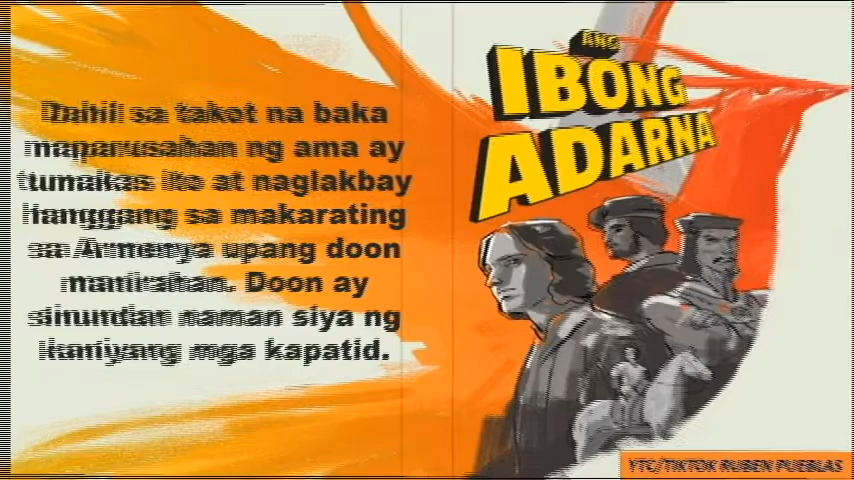 Dahil sa takot na baka
maparusahan ng ama ay
tumakas ito at naglakbay
hanggang sa makarating
sa Armenya upang doon
manirahan. Doon ay
sinundan naman siya ng
kaniyang mga kapatid.
ANG
IBONG
ADARNA
YTC/TIKTOK RUBEN PUEBLAS